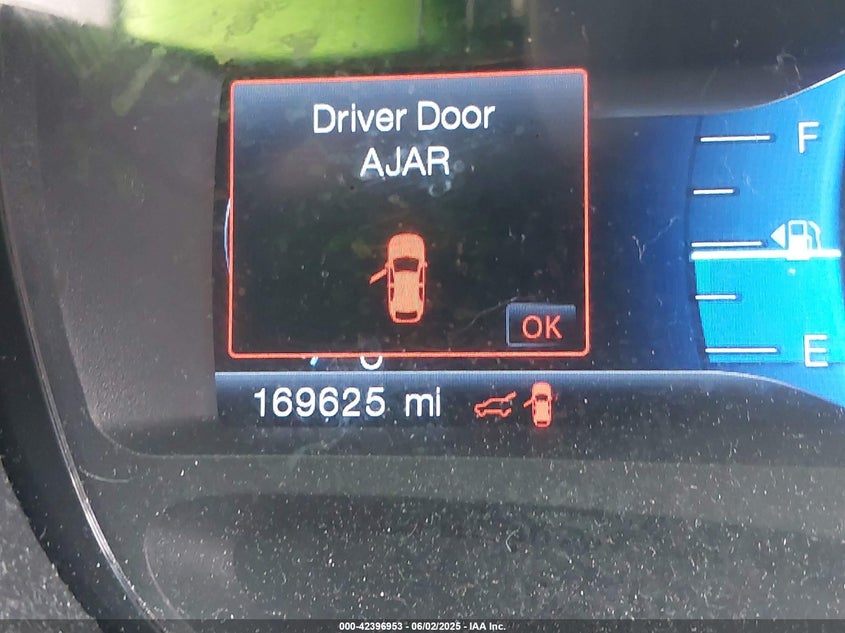 Driver Door
AJAR
F
OK
E
169625 mi
000-42396953 - 06/02/2025 - IAA Inc.